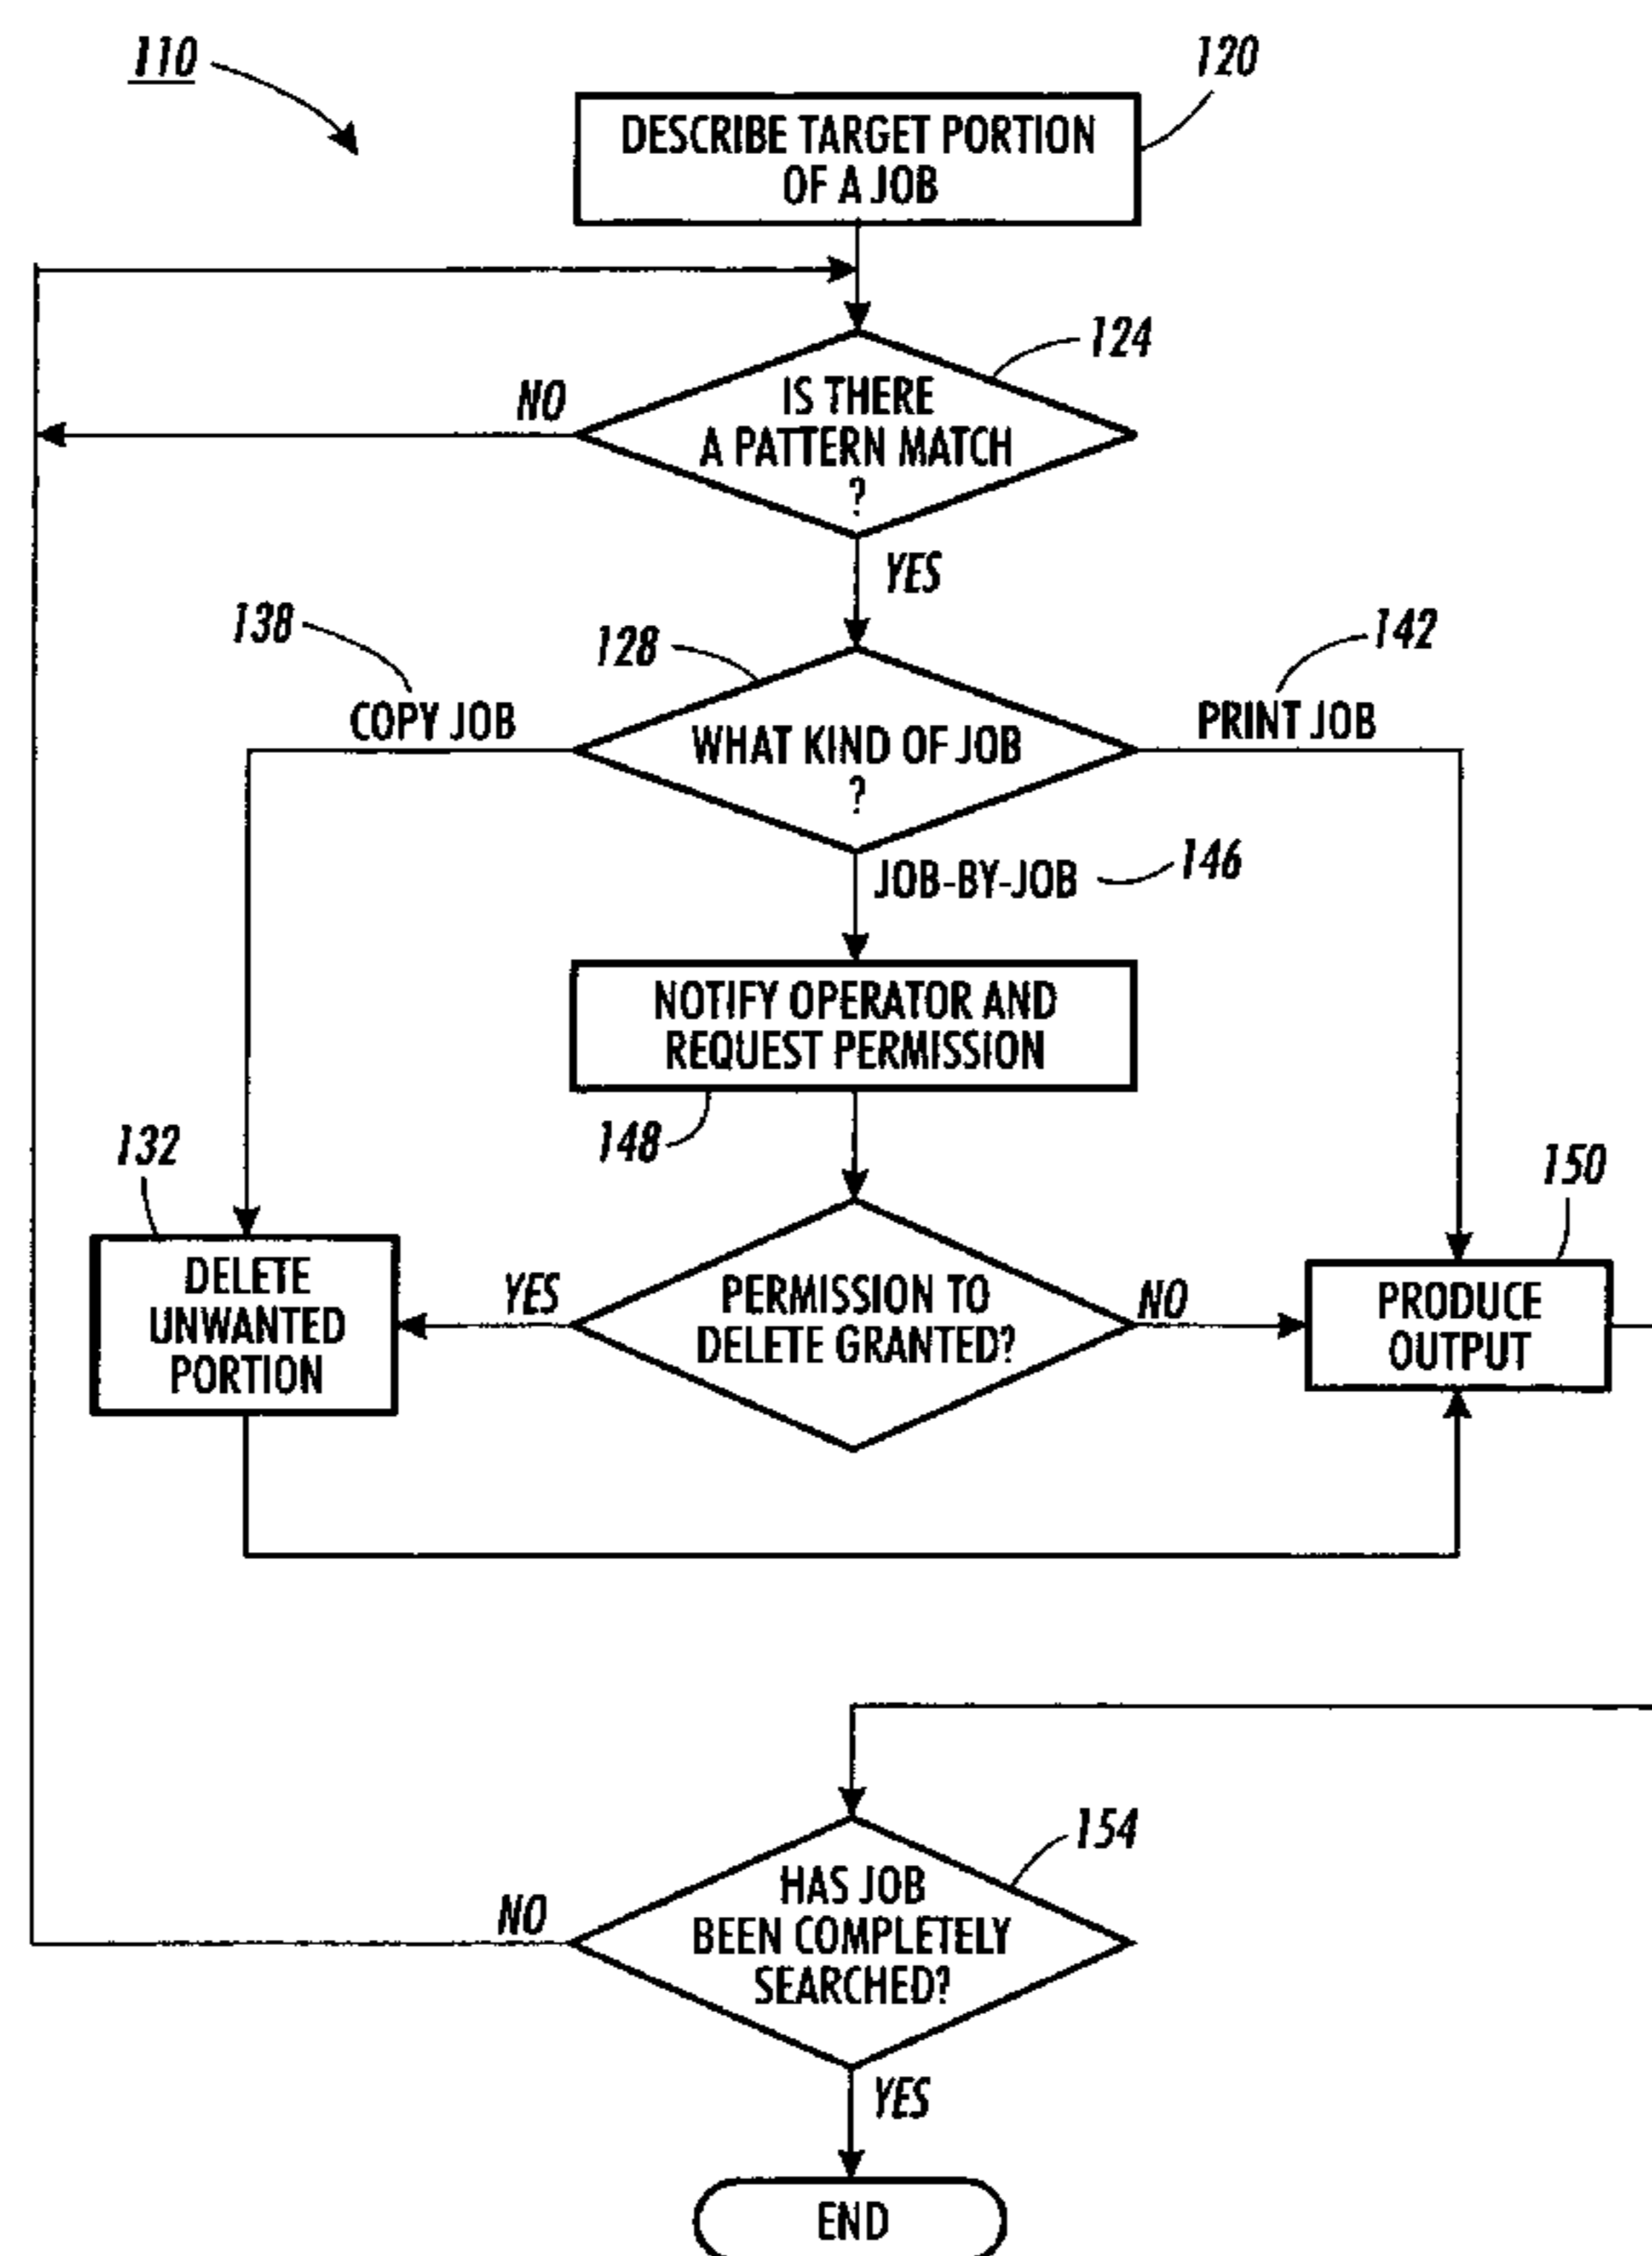 110
120
DESCRIBE TARGET PORTION
OF A JOB
124
NO
IS THERE
A PATTERN MATCH
?
YES
138
128
142
COPY JOB
WHAT KIND OF JOB
?
PRINT JOB
JOB-BY-JOB
146
NOTIFY OPERATOR AND
REQUEST PERMISSION
148
132
150
DELETE
UNWANTED
PORTION
YES
PERMISSION TO
DELETE GRANTED?
NO
PRODUCE
OUTPUT
154
NO
HAS JOB
BEEN COMPLETELY
SEARCHED?
YES
END